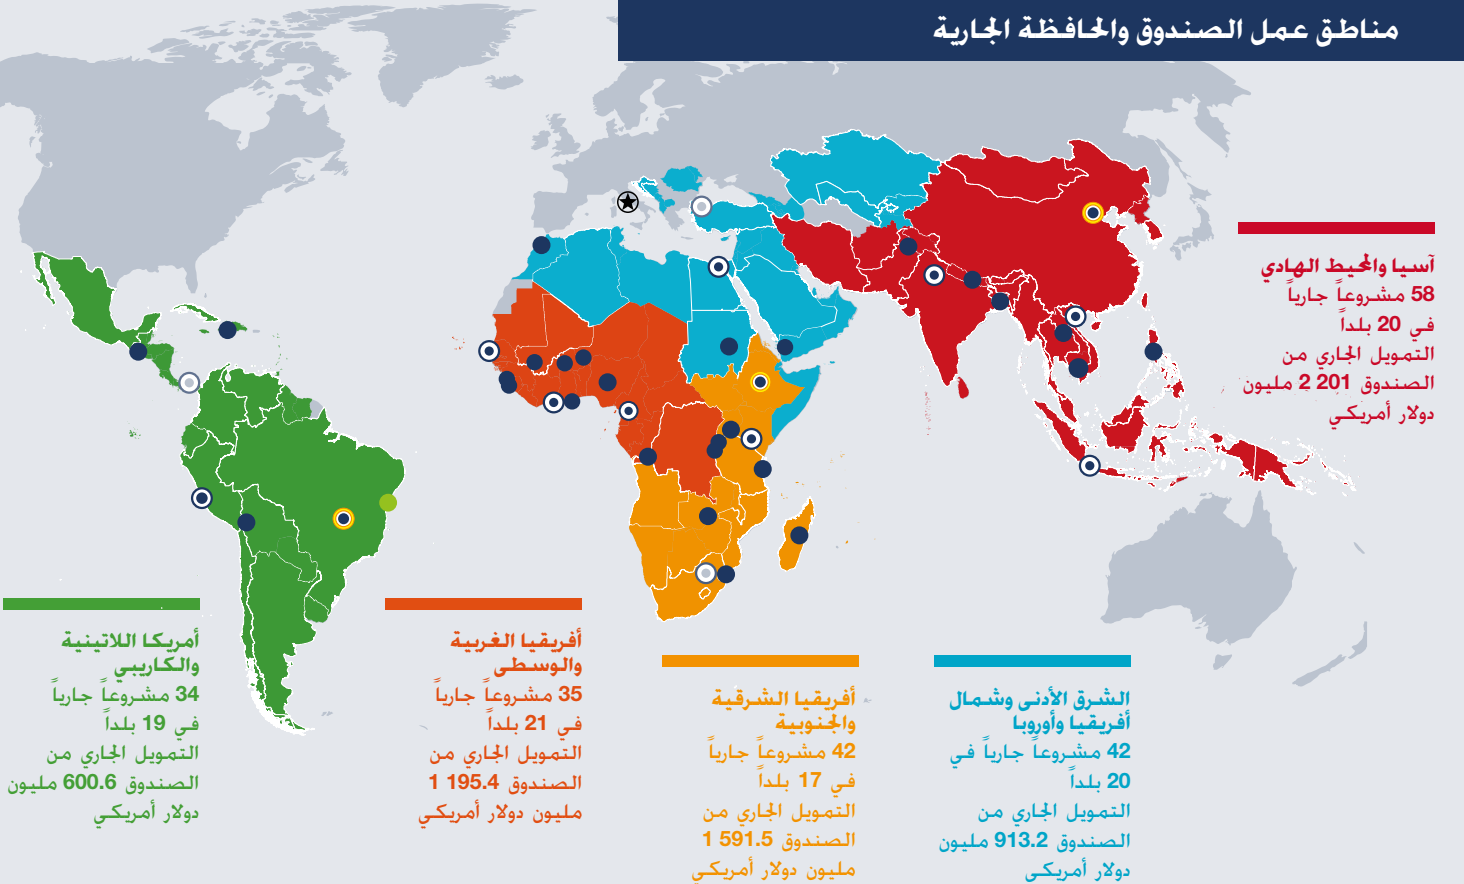 مناطق عمل الصندوق والحافظة الجارية
آسيا والمحيط الهادي
58 مشروعاً جارياً
في 20 بلداً
التمويل الجاري من
الصندوق 201 2 مليون
دولار أمريكي
الشرق الأدنى وشمال
أفريقيا وأوروبا
42 مشروعاً جارياً في
20 بلداً
التمويل الجاري من
الصندوق 913.2 مليون
دولار أمريكي
أفريقيا الشرقية
والجنوبية
42 مشروعاً جارياً
في 17 بلداً
التمويل الجاري من
الصندوق 591.5 1
مليون دولار أمريكي
أفريقيا الغربية
والوسطى
35 مشروعاً جارياً
في 21 بلداً
التمويل الجاري من
الصندوق 195.4 1
مليون دولار أمريكي
أمريكا اللاتينية
والكاريبي
34 مشروعاً جارياً
في 19 بلداً
التمويل الجاري من
الصندوق 600.6 مليون
دولار أمريكي